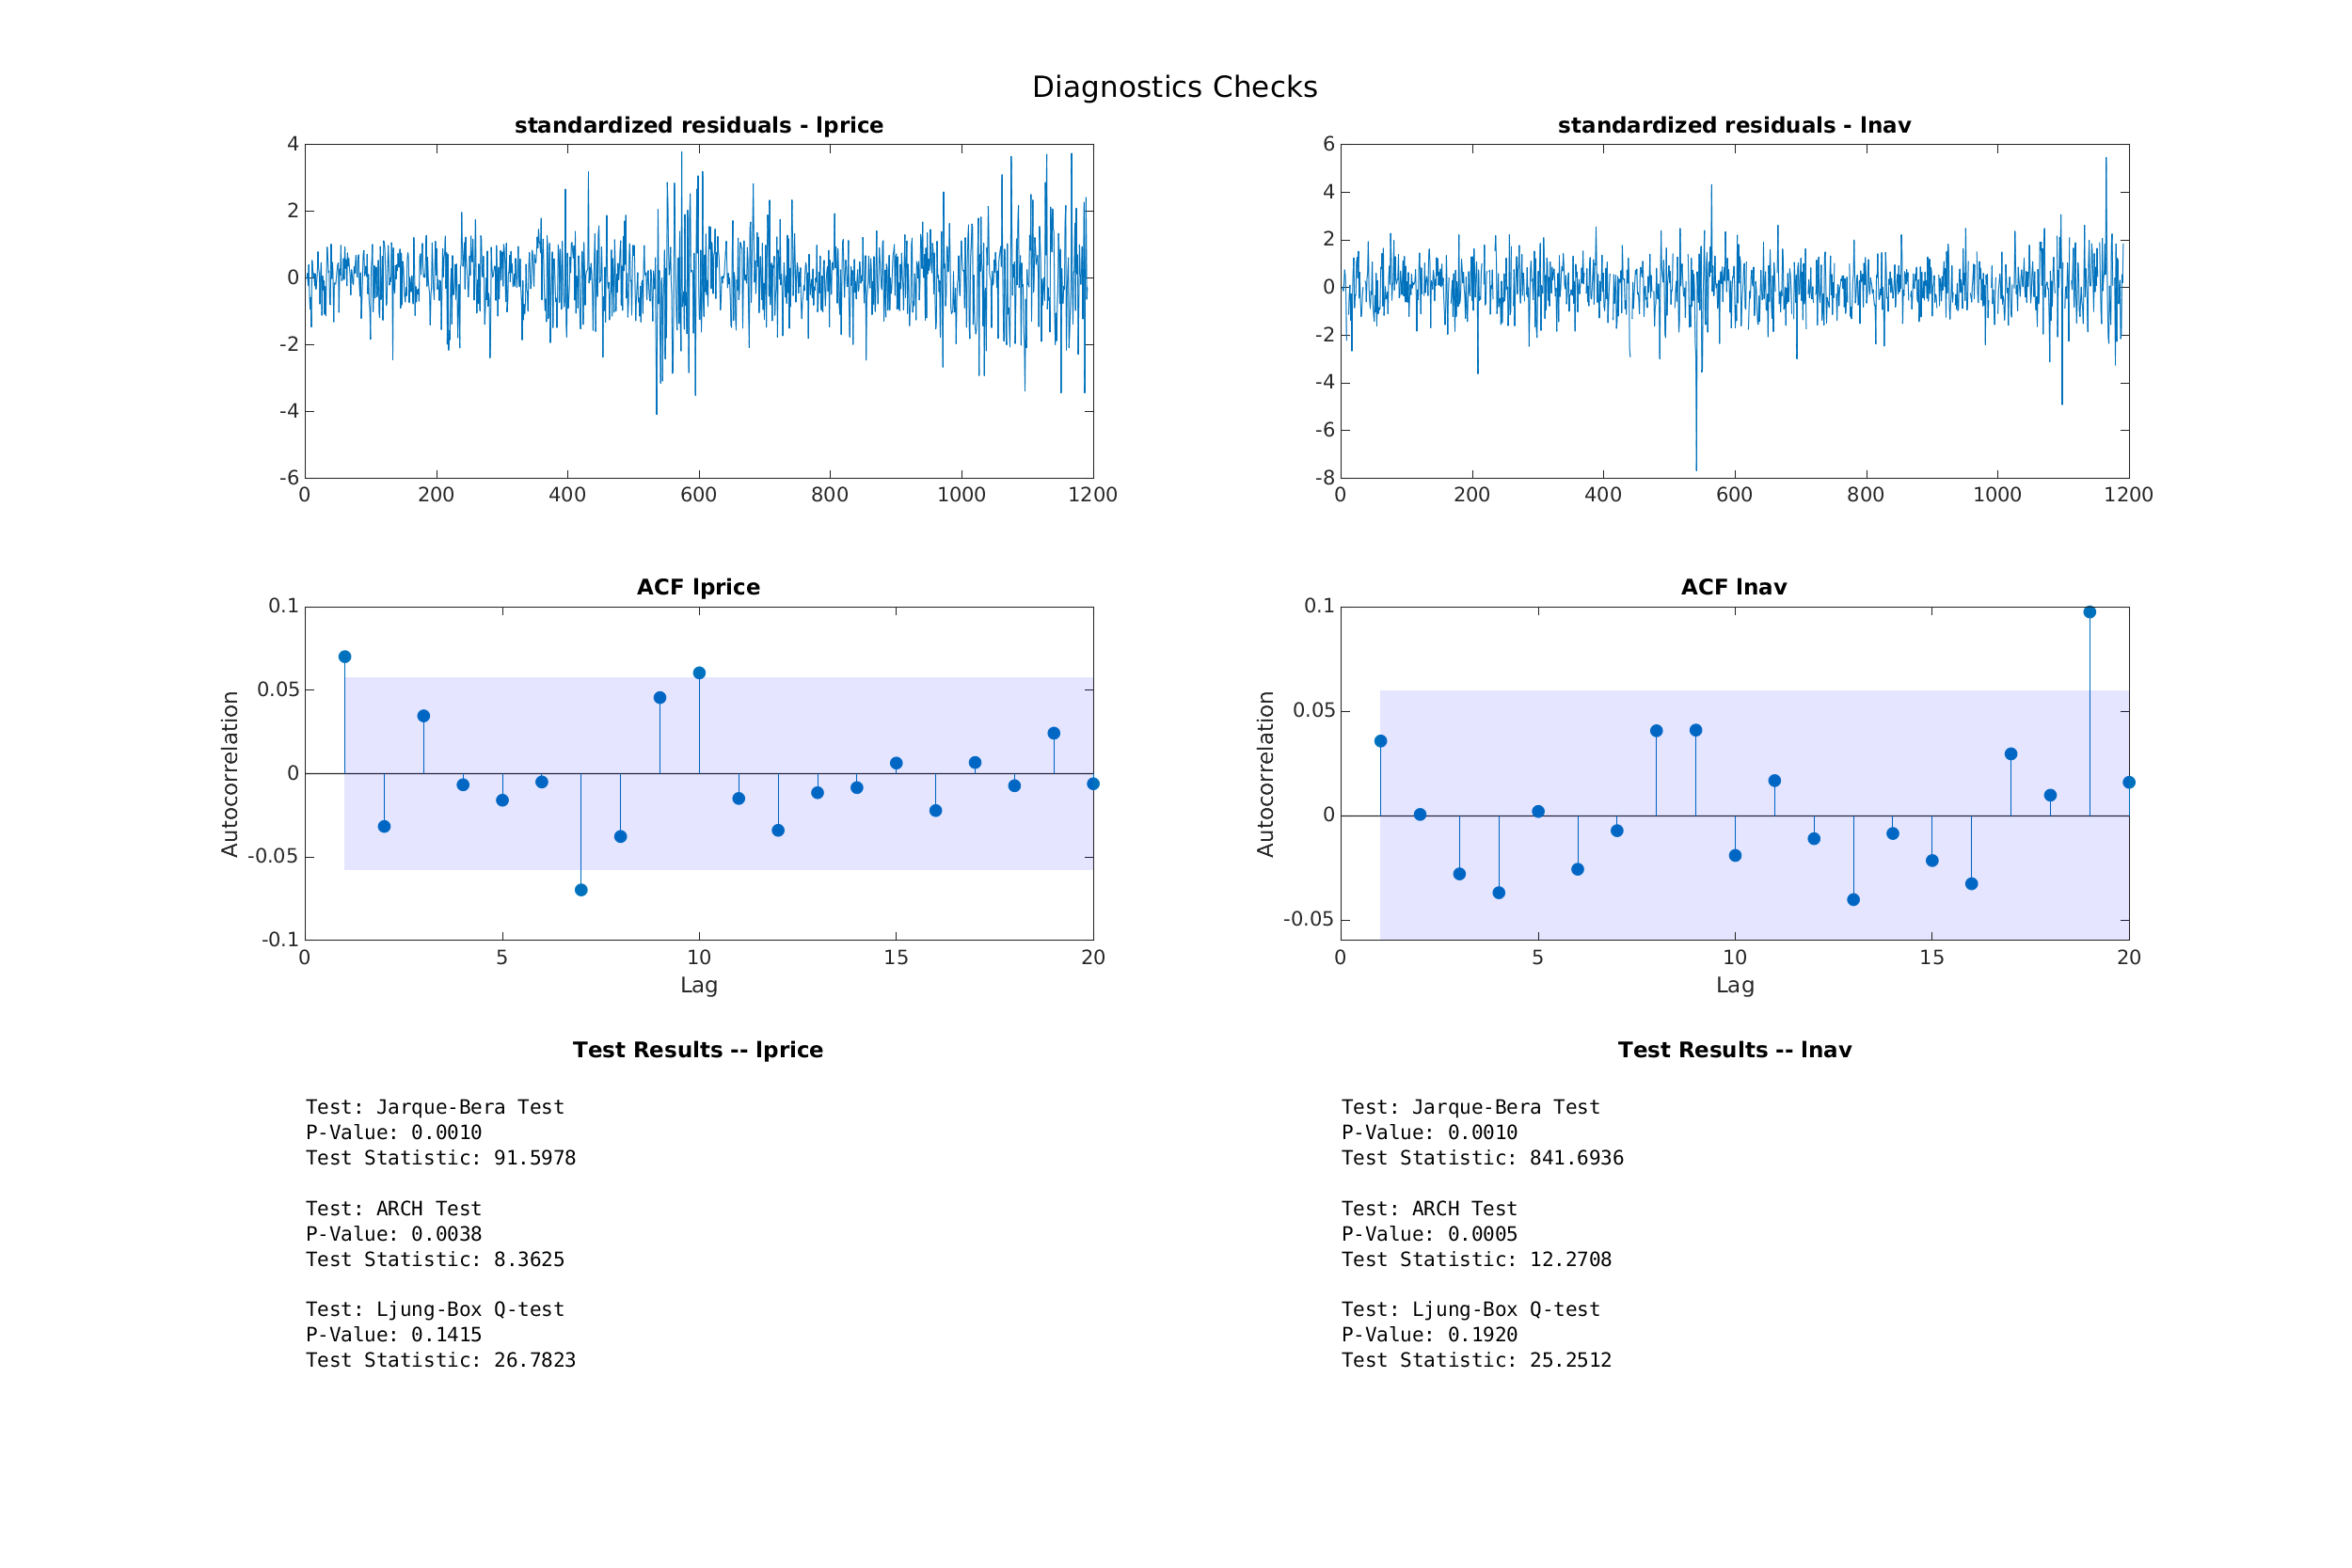 Diagnostics Checks
standardized residuals - lprice
4
2
0
-2
-4
-6
0 200 400 600 800 1000 1200
standardized residuals - lnav
6
4
2
0
-2
-4
-6
-8
0 200 400 600 800 1000 1200
ACF lprice
0.1
0.05
0
-0.05
-0.1
Autocorrelation
0 5 10 15 20
Lag
ACF lnav
0.1
0.05
0
-0.05
Autocorrelation
0 5 10 15 20
Lag
Test Results -- lprice
Test: Jarque-Bera Test
P-Value: 0.0010
Test Statistic: 91.5978
Test: ARCH Test
P-Value: 0.0038
Test Statistic: 8.3625
Test: Ljung-Box Q-test
P-Value: 0.1415
Test Statistic: 26.7823
Test Results -- lnav
Test: Jarque-Bera Test
P-Value: 0.0010
Test Statistic: 841.6936
Test: ARCH Test
P-Value: 0.0005
Test Statistic: 12.2708
Test: Ljung-Box Q-test
P-Value: 0.1920
Test Statistic: 25.2512